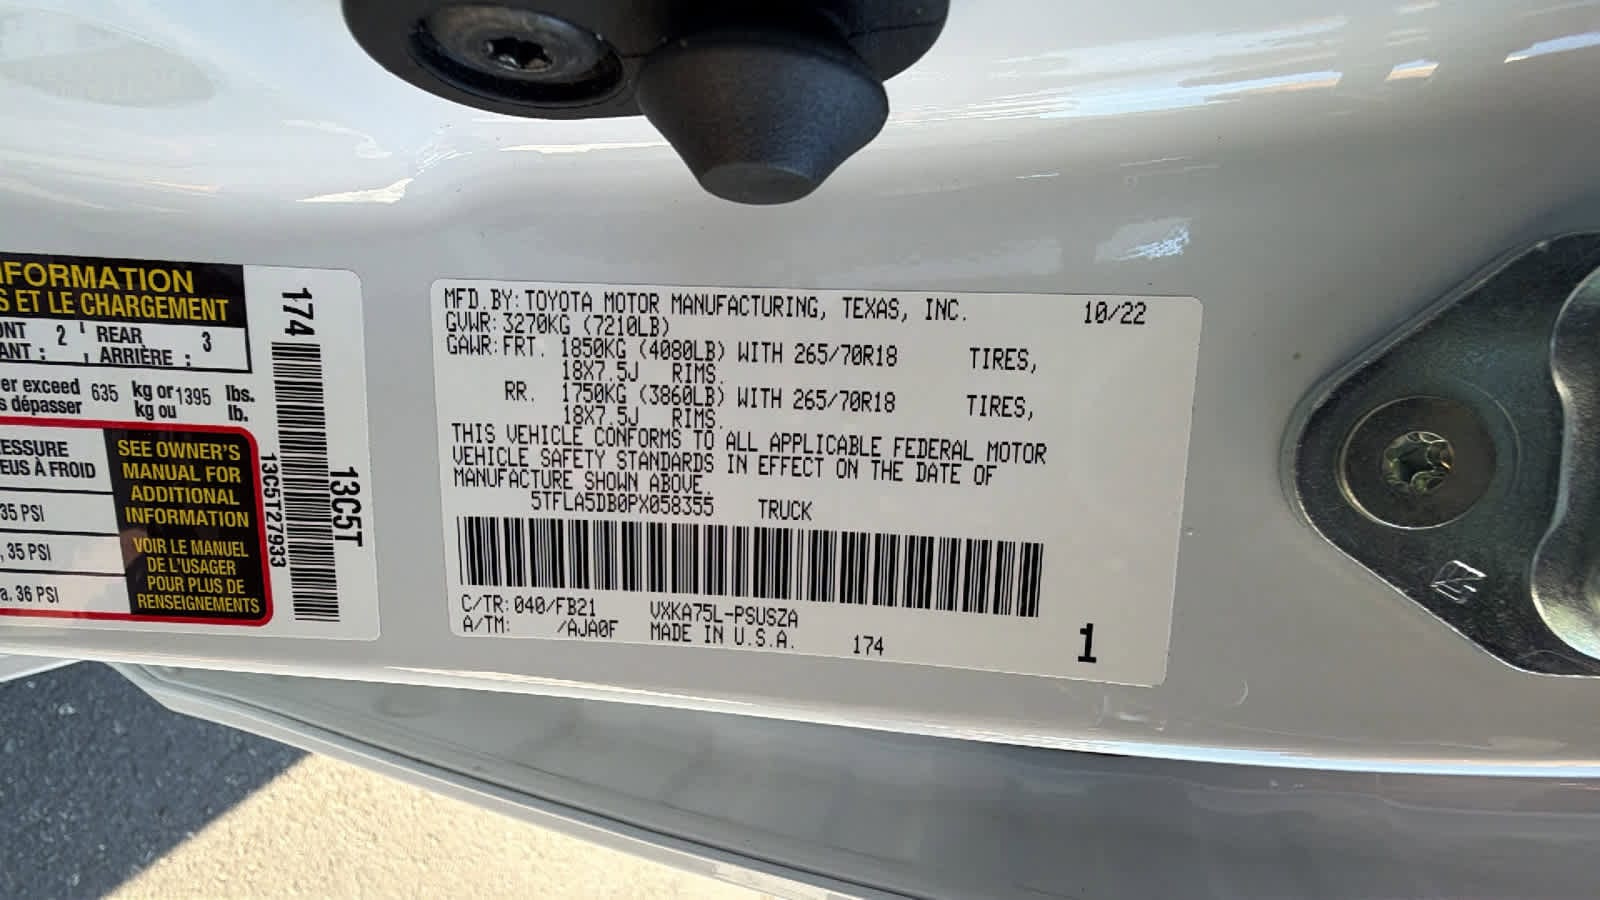 NFORMATION
S ET LE CHARGEMENT
ONT 2 REAR 3
ANT : , ARRIÈRE :
er exceed 635 kg or 1395 lbs.
s dépasser kg ou lb.
RESSURE
EUS À FROID
35 PSI
, 35 PSI
a. 36 PSI
SEE OWNER'S
MANUAL FOR
ADDITIONAL
INFORMATION
VOIR LE MANUEL
DE L'USAGER
POUR PLUS DE
RENSEIGNEMENTS
174
13C5T
13C5T27933
MFD.BY: TOYOTA MOTOR MANUFACTURING, TEXAS, INC. 10/22
GVWR: 3270KG (7210LB)
GAWR: FRT. 1850KG (4080LB) WITH 265/70R18 TIRES,
18X7.5J RIMS.
RR. 1750KG (3860LB) WITH 265/70R18 TIRES,
18X7.5J RIMS.
THIS VEHICLE CONFORMS TO ALL APPLICABLE FEDERAL MOTOR
VEHICLE SAFETY STANDARDS IN EFFECT ON THE DATE OF
MANUFACTURE SHOWN ABOVE.
5TFLA5DB0PX058355 TRUCK
C/TR: 040/FB21 VXKA75L-PSUSZA
A/TM: /AJA0F MADE IN U.S.A. 174
1